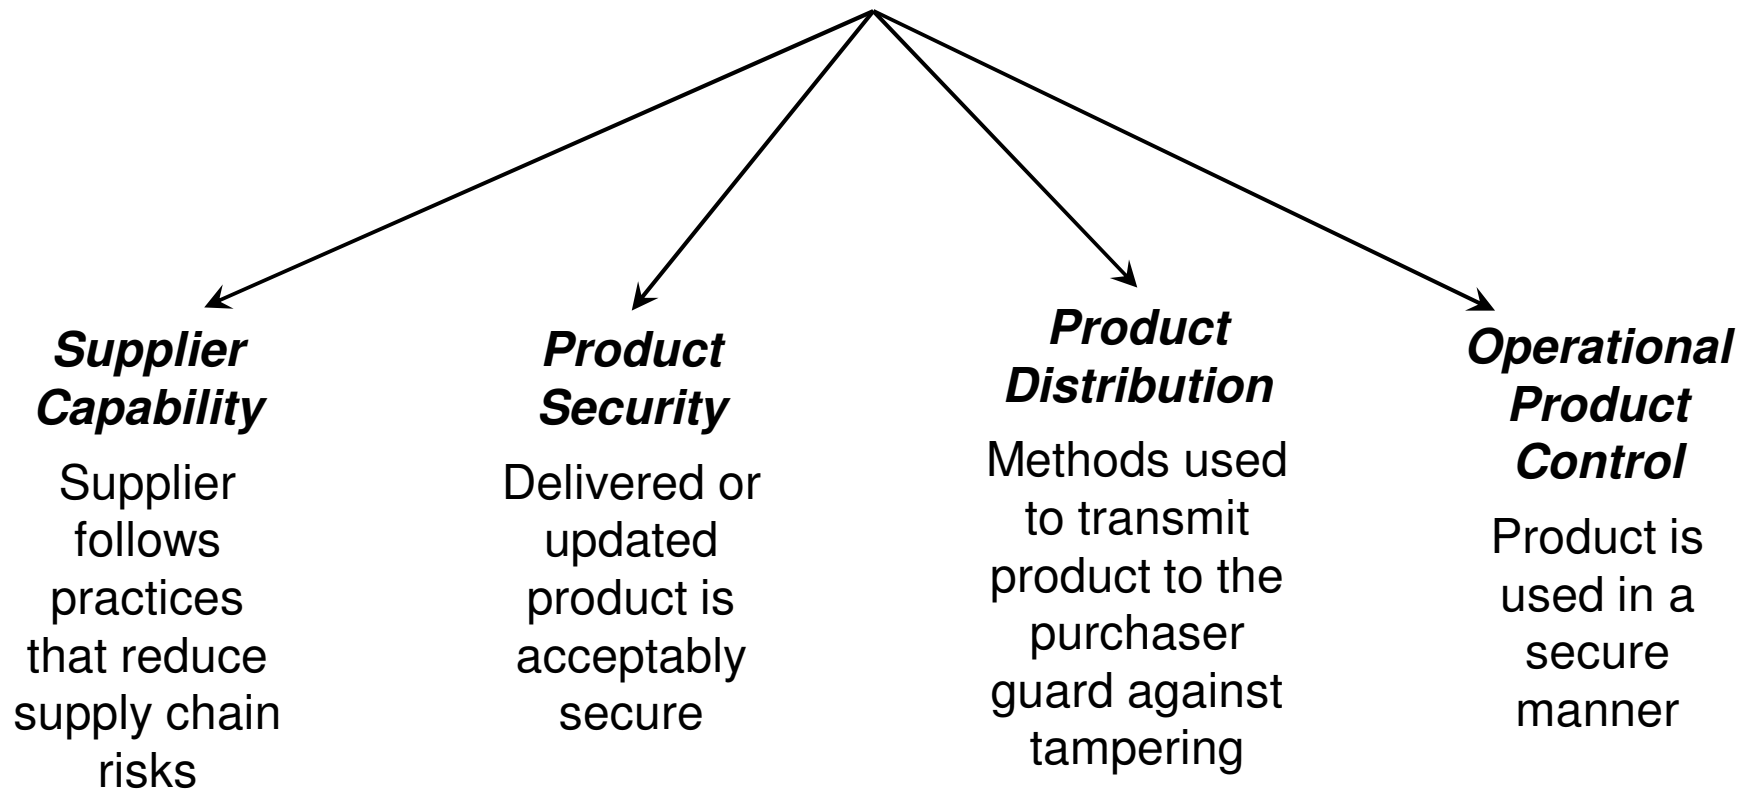 Supplier
Capability
Supplier
follows
practices
that reduce
supply chain
risks
Product
Security
Delivered or
updated
product is
acceptably
secure
Product
Distribution
Methods used
to transmit
product to the
purchaser
guard against
tampering
Operational
Product
Control
Product is
used in a
secure
manner